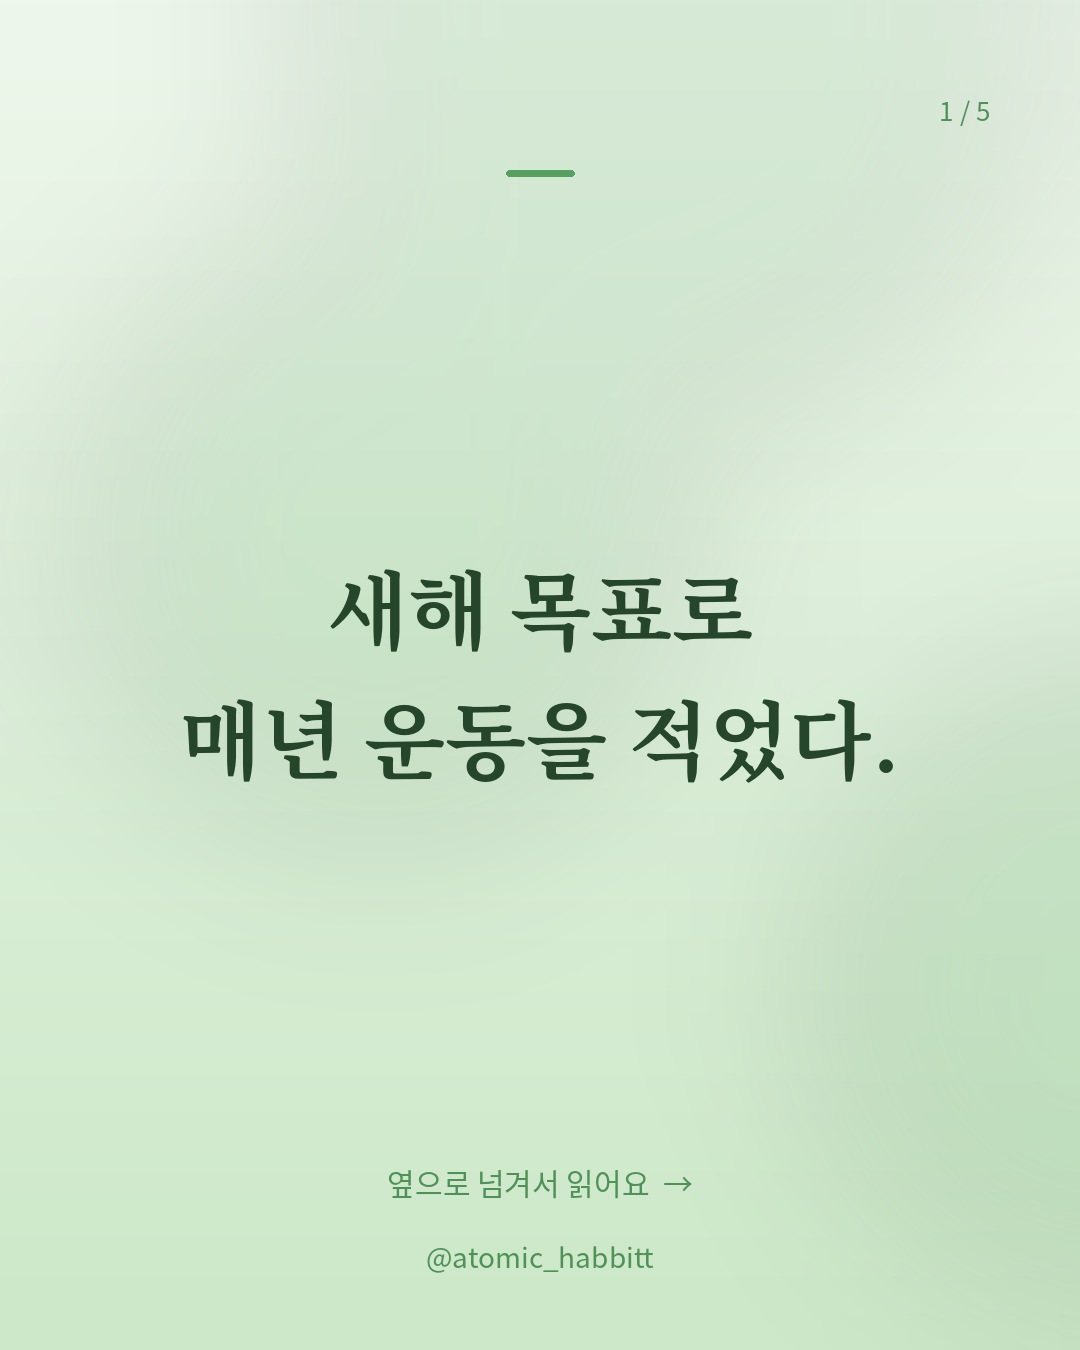 1 / 5
새해 목표로
매년 운동을 적었다.
옆으로 넘겨서 읽어요 →
@atomic_habbitt